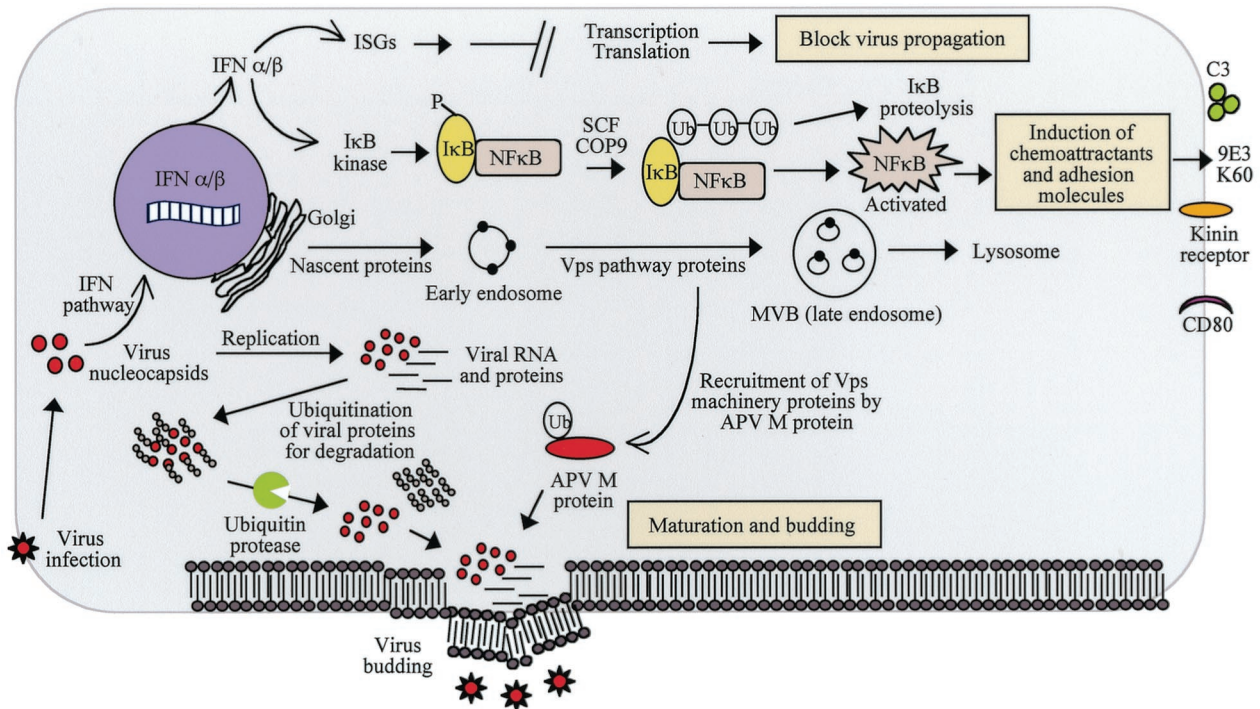 IFN α/β
ISGs
Transcription
Translation
Block virus propagation
C3
IFN α/β
IκB
kinase
P
IκB
NFκB
SCF
COP9
Ub
Ub
Ub
IκB
NFκB
IκB
proteolysis
NFκB
Activated
Induction of
chemoattractants
and adhesion
molecules
9E3
K60
Kinin
receptor
CD80
Golgi
Nascent proteins
Early endosome
Vps pathway proteins
MVB (late endosome)
Lysosome
IFN
pathway
Virus
nucleocapsids
Replication
Viral RNA
and proteins
Recruitment of Vps
machinery proteins by
APV M protein
Ubiquitination
of viral proteins
for degradation
Ub
APV M
protein
Ubiquitin
protease
Maturation and budding
Virus
infection
Virus
budding